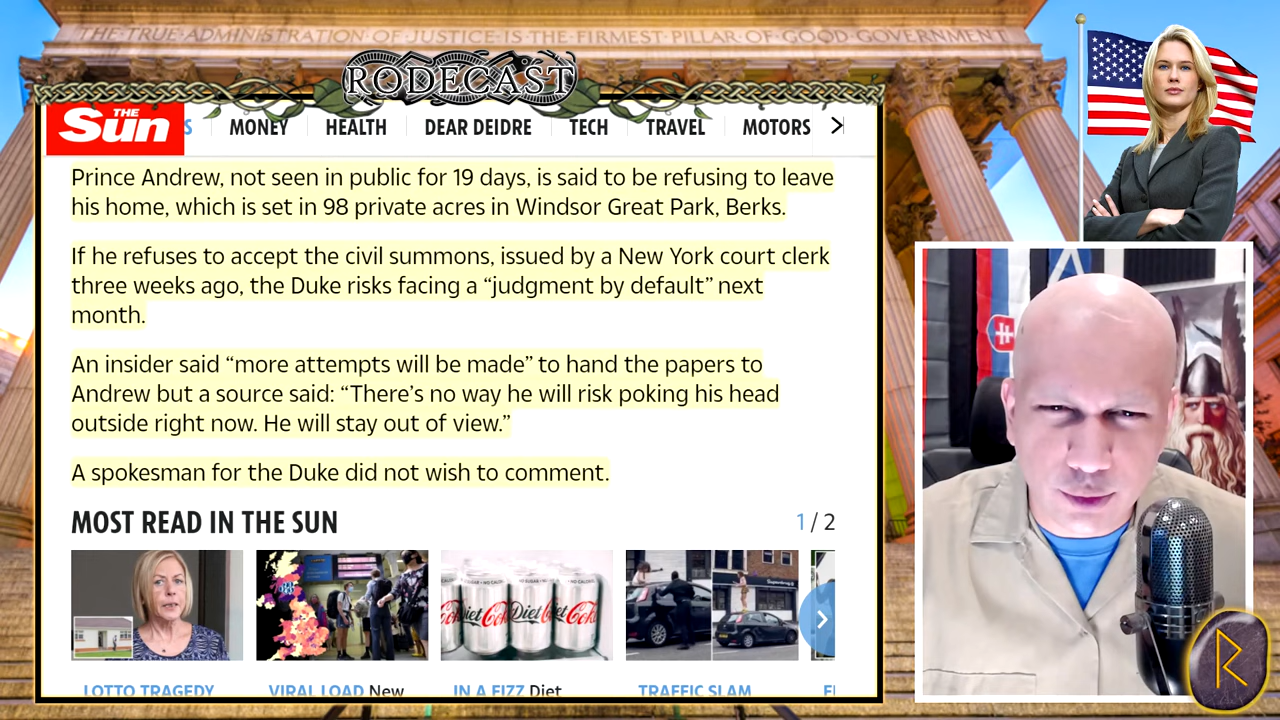 THE TRUE ADMINISTRATION OF JUSTICE IS THE FIRMEST PILLAR OF GOOD GOVERNMENT
RODECAST
THE Sun
S MONEY HEALTH DEAR DEIDRE TECH TRAVEL MOTORS >
Prince Andrew, not seen in public for 19 days, is said to be refusing to leave
his home, which is set in 98 private acres in Windsor Great Park, Berks.
If he refuses to accept the civil summons, issued by a New York court clerk
three weeks ago, the Duke risks facing a “judgment by default” next
month.
An insider said “more attempts will be made” to hand the papers to
Andrew but a source said: “There’s no way he will risk poking his head
outside right now. He will stay out of view.”
A spokesman for the Duke did not wish to comment.
MOST READ IN THE SUN 1 / 2
Diet Coke
LOTTO TRAGEDY VIRAL LOAD New IN A FIZZ Diet TRAFFIC SLAM